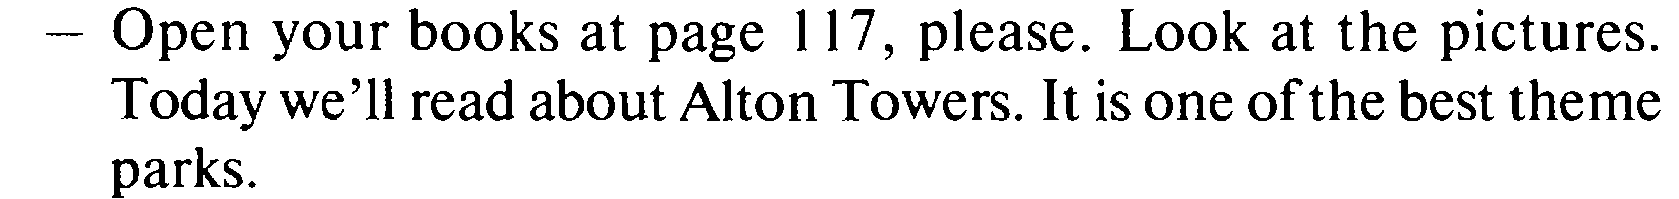 — Open your books at page 117, please. Look at the pictures.
Today we’ll read about Alton Towers. It is one of the best theme
parks.